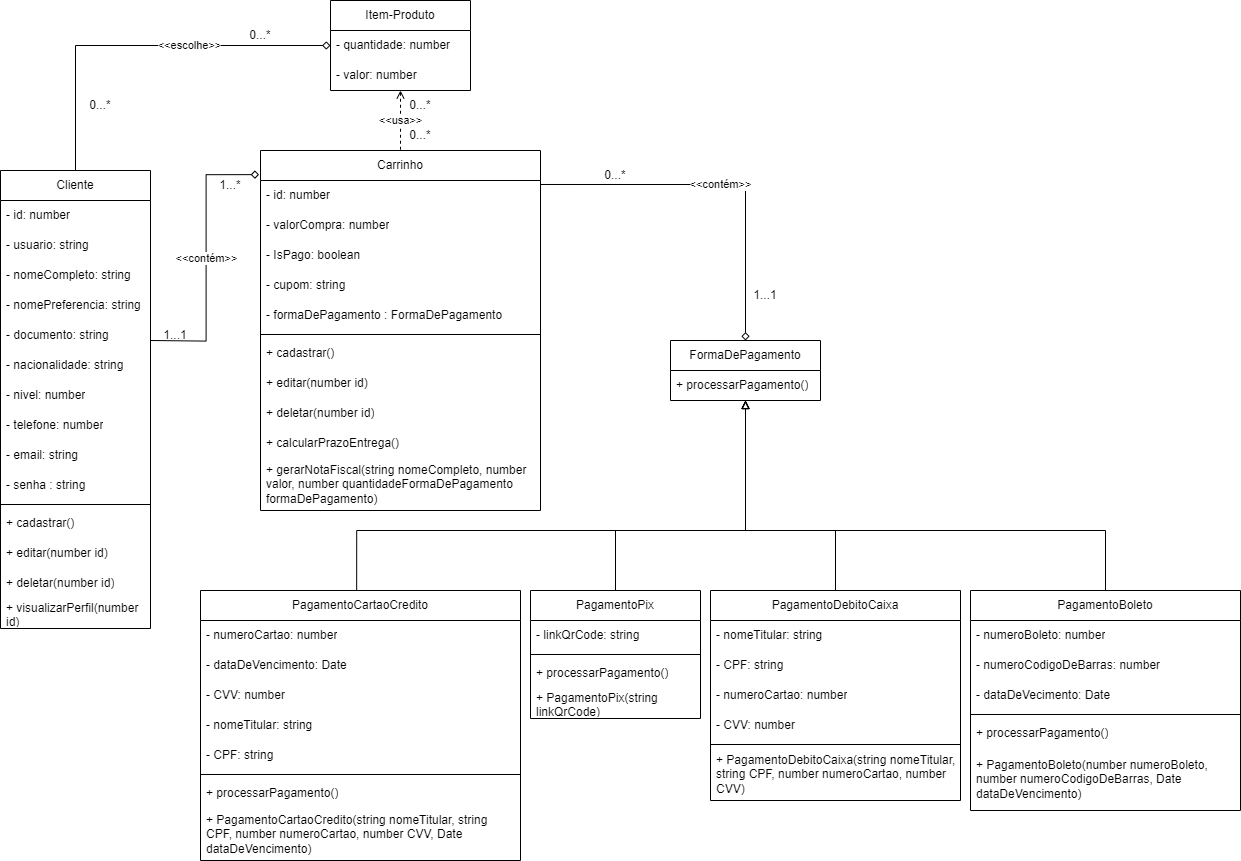 Item-Produto
- quantidade: number
- valor: number
0...*
<<escolhe>>
0...*
0...*
<<usa>>
0...*
Cliente
- id: number
- usuario: string
- nomeCompleto: string
- nomePreferencia: string
- documento: string
- nacionalidade: string
- nivel: number
- telefone: number
- email: string
- senha : string
+ cadastrar()
+ editar(number id)
+ deletar(number id)
+ visualizarPerfil(number
id)
1...*
<<contém>>
1...1
Carrinho
- id: number
- valorCompra: number
- IsPago: boolean
- cupom: string
- formaDePagamento : FormaDePagamento
+ cadastrar()
+ editar(number id)
+ deletar(number id)
+ calcularPrazoEntrega()
+ gerarNotaFiscal(string nomeCompleto, number
valor, number quantidadeFormaDePagamento
formaDePagamento)
0...*
<<contém>>
1...1
FormaDePagamento
+ processarPagamento()
PagamentoCartaoCredito
- numeroCartao: number
- dataDeVencimento: Date
- CVV: number
- nomeTitular: string
- CPF: string
+ processarPagamento()
+ PagamentoCartaoCredito(string nomeTitular, string
CPF, number numeroCartao, number CVV, Date
dataDeVencimento)
PagamentoPix
- linkQrCode: string
+ processarPagamento()
+ PagamentoPix(string
linkQrCode)
PagamentoDebitoCaixa
- nomeTitular: string
- CPF: string
- numeroCartao: number
- CVV: number
+ PagamentoDebitoCaixa(string nomeTitular,
string CPF, number numeroCartao, number
CVV)
PagamentoBoleto
- numeroBoleto: number
- numeroCodigoDeBarras: number
- dataDeVecimento: Date
+ processarPagamento()
+ PagamentoBoleto(number numeroBoleto,
number numeroCodigoDeBarras, Date
dataDeVencimento)